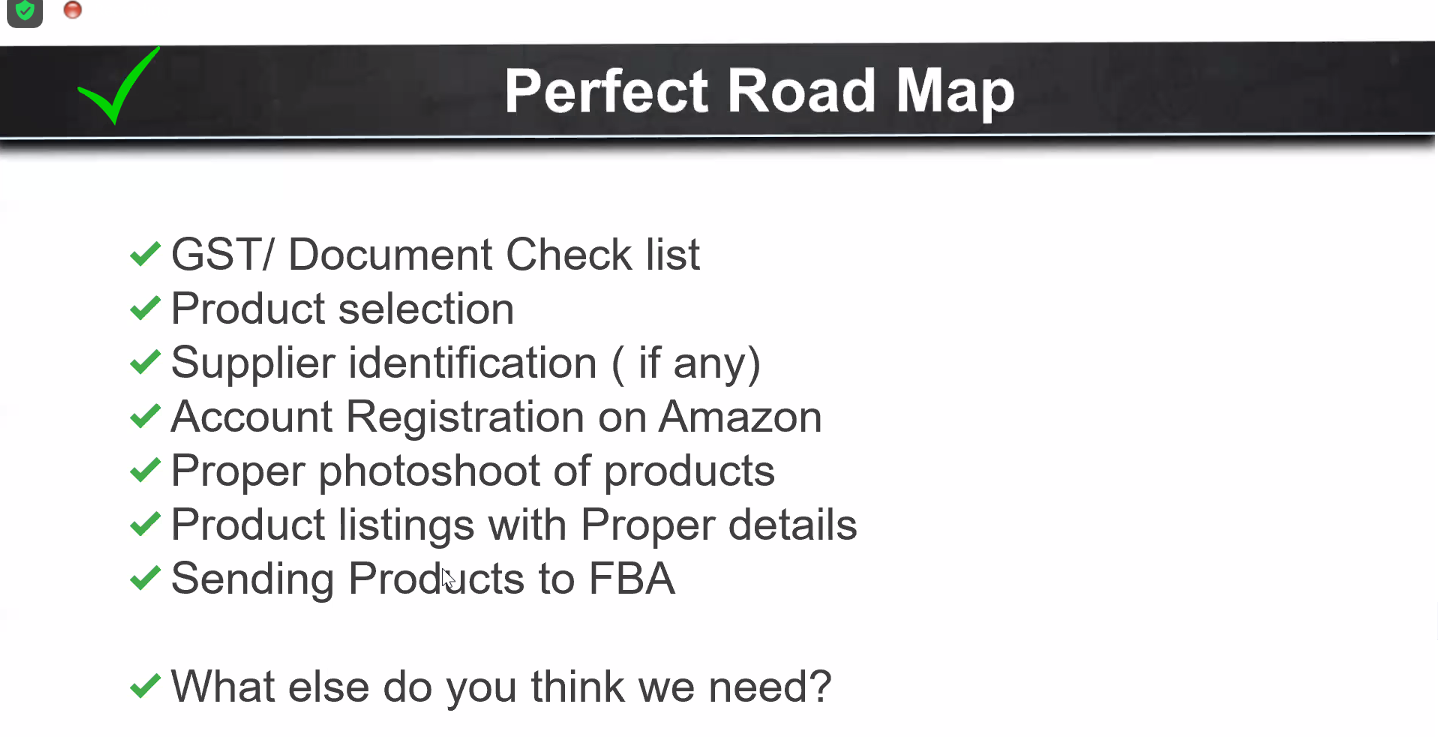 Perfect Road Map
GST/ Document Check list
Product selection
Supplier identification ( if any)
Account Registration on Amazon
Proper photoshoot of products
Product listings with Proper details
Sending Products to FBA
What else do you think we need?